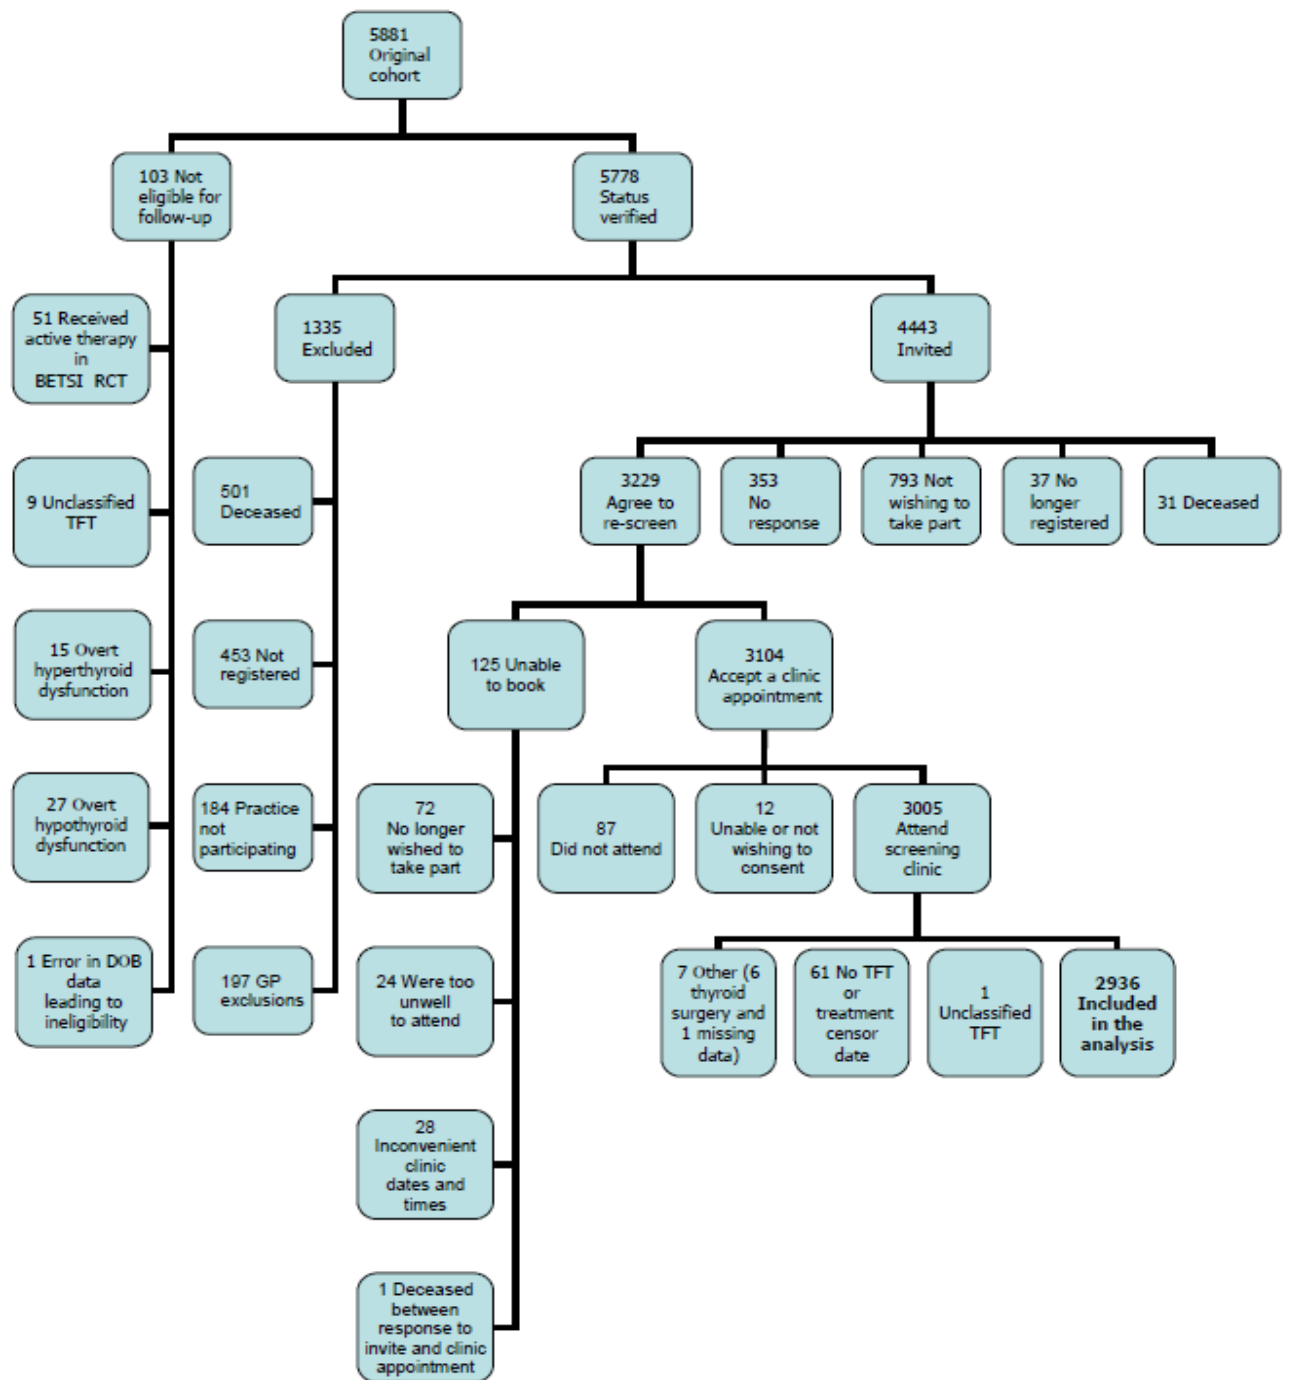 5881
Original
cohort
103 Not
eligible for
follow-up
5778
Status
verified
51 Received
active therapy
in
BETSI RCT
1335
Excluded
4443
Invited
9 Unclassified
TFT
501
Deceased
3229
Agree to
re-screen
353
No
response
793 Not
wishing to
take part
37 No
longer
registered
31 Deceased
15 Overt
hyperthyroid
dysfunction
453 Not
registered
125 Unable
to book
3104
Accept a clinic
appointment
27 Overt
hypothyroid
dysfunction
184 Practice
not
participating
72
No longer
wished to
take part
87
Did not attend
12
Unable or not
wishing to
consent
3005
Attend
screening
clinic
1 Error in DOB
data
leading to
ineligibility
197 GP
exclusions
24 Were too
unwell
to attend
7 Other (6
thyroid
surgery and
1 missing
data)
61 No TFT
or
treatment
censor
date
1
Unclassified
TFT
2936
Included
in the
analysis
28
Inconvenient
clinic
dates and
times
1 Deceased
between
response to
invite and clinic
appointment